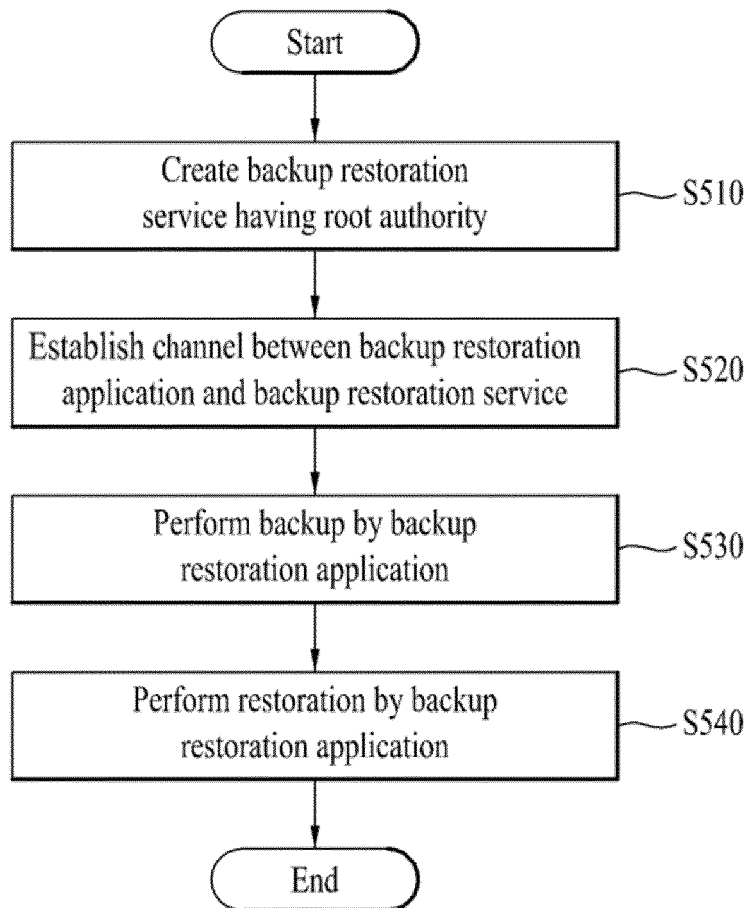 Start
Create backup restoration
service having root authority
S510
Establish channel between backup restoration
application and backup restoration service
S520
Perform backup by backup
restoration application
S530
Perform restoration by backup
restoration application
S540
End